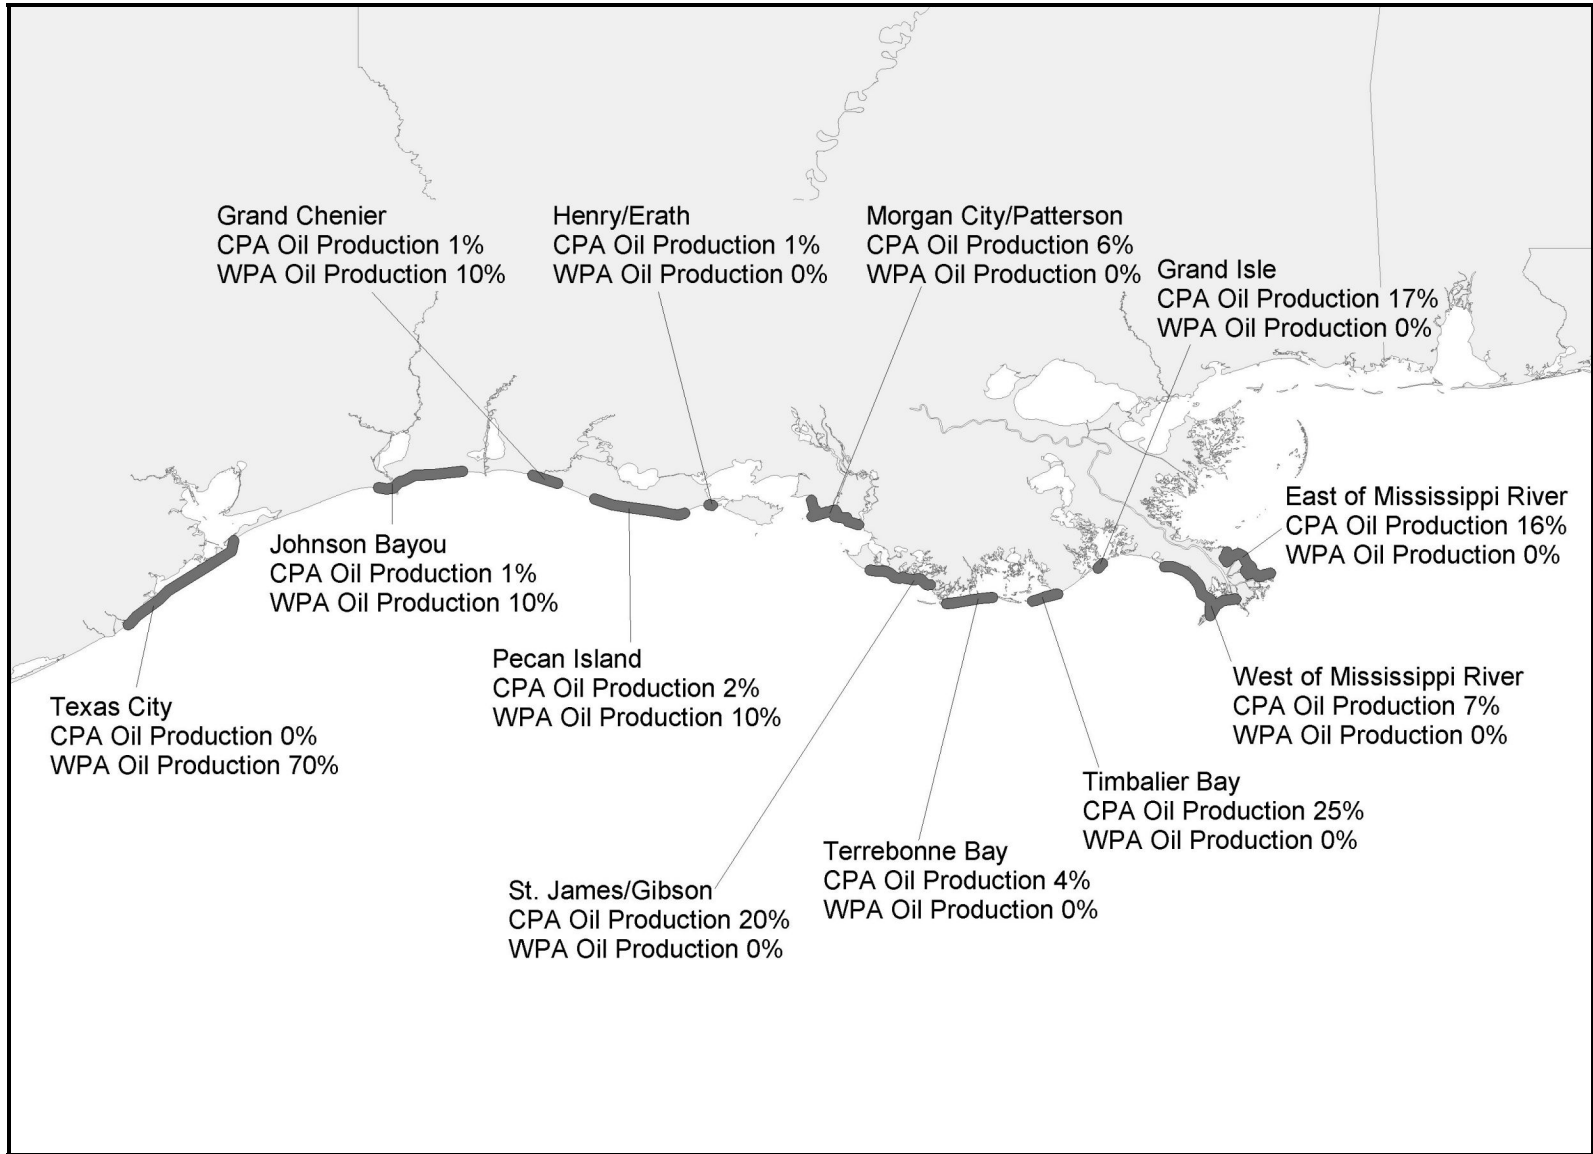 Grand Chenier
CPA Oil Production 1%
WPA Oil Production 10%
Henry/Erath
CPA Oil Production 1%
WPA Oil Production 0%
Morgan City/Patterson
CPA Oil Production 6%
WPA Oil Production 0%
Grand Isle
CPA Oil Production 17%
WPA Oil Production 0%
East of Mississippi River
CPA Oil Production 16%
WPA Oil Production 0%
Johnson Bayou
CPA Oil Production 1%
WPA Oil Production 10%
Pecan Island
CPA Oil Production 2%
WPA Oil Production 10%
West of Mississippi River
CPA Oil Production 7%
WPA Oil Production 0%
Texas City
CPA Oil Production 0%
WPA Oil Production 70%
Timbalier Bay
CPA Oil Production 25%
WPA Oil Production 0%
Terrebonne Bay
CPA Oil Production 4%
WPA Oil Production 0%
St. James/Gibson
CPA Oil Production 20%
WPA Oil Production 0%